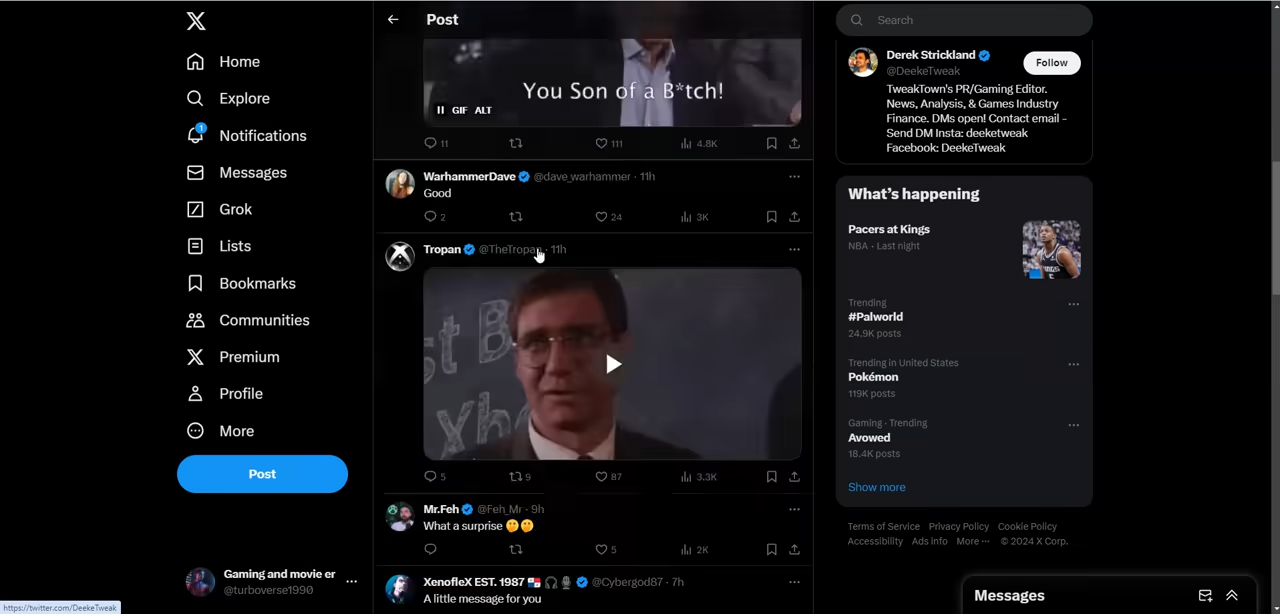 Post
Search
Home
Explore
1
Notifications
Messages
Grok
Lists
Bookmarks
Communities
Premium
Profile
More
Post
Gaming and movie er
@turboverse1990
https://twitter.com/DeekeTweak
You Son of a B*tch!
GIF ALT
11 111 4.8K
WarhammerDave @dave_warhammer · 11h
Good
2 24 3K
Tropan @TheTropan · 11h
5 9 87 3.3K
Mr.Feh @Feh_Mr · 9h
What a surprise 🤭🤭
5 2K
XenofleX EST. 1987 @Cybergod87 · 7h
A little message for you
Derek Strickland
@DeekeTweak
Follow
TweakTown's PR/Gaming Editor.
News, Analysis, & Games Industry
Finance. DMs open! Contact email -
Send DM Insta: deeketweak
Facebook: DeekeTweak
What's happening
Pacers at Kings
NBA · Last night
Trending
#Palworld
24.9K posts
Trending in United States
Pokémon
119K posts
Gaming · Trending
Avowed
18.4K posts
Show more
Terms of Service Privacy Policy Cookie Policy
Accessibility Ads info More ··· © 2024 X Corp.
Messages